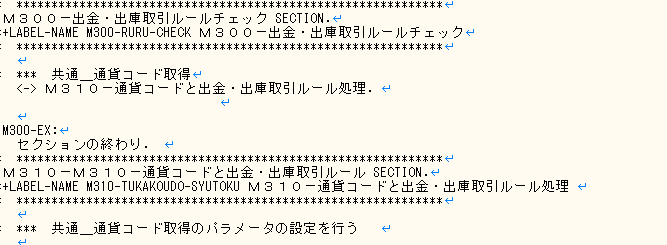 :  ************************************************************↵
Ｍ３００－出金・出庫取引ルールチェック SECTION.↵
:+LABEL-NAME M300-RURU-CHECK Ｍ３００－出金・出庫取引ルールチェック↵
:  ************************************************************↵
↵
:  ***  共通＿通貨コード取得↵
<-> Ｍ３１０－通貨コードと出金・出庫取引ルール処理.↵
↵
↵
M300-EX:↵
セクションの終わり.  ↵
:  ************************************************************↵
Ｍ３１０－Ｍ３１０－通貨コードと出金・出庫取引ルール SECTION.↵
:+LABEL-NAME M310-TUKAKOUDO-SYUTOKU Ｍ３１０－通貨コードと出金・出庫取引ルール処理 ↵
:  ************************************************************↵
:  ↵
:  ***  共通＿通貨コード取得のパラメータの設定を行う   ↵
:  ↵